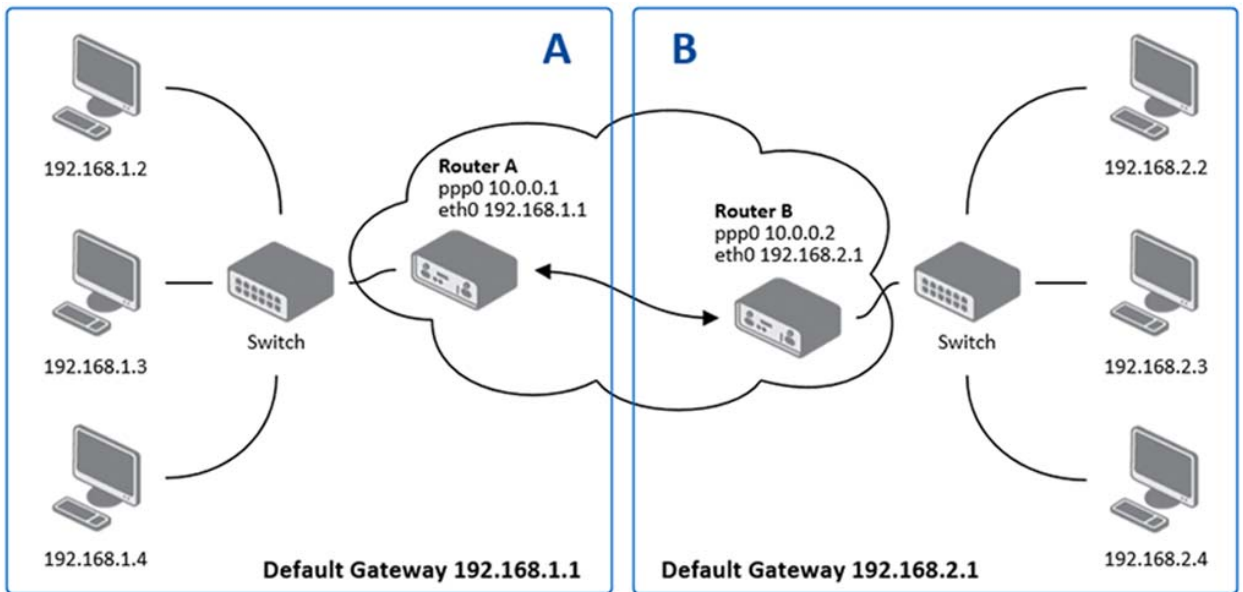 A
192.168.1.2
192.168.1.3
192.168.1.4
Switch
Router A
ppp0 10.0.0.1
eth0 192.168.1.1
Default Gateway 192.168.1.1
B
Router B
ppp0 10.0.0.2
eth0 192.168.2.1
Switch
192.168.2.2
192.168.2.3
192.168.2.4
Default Gateway 192.168.2.1